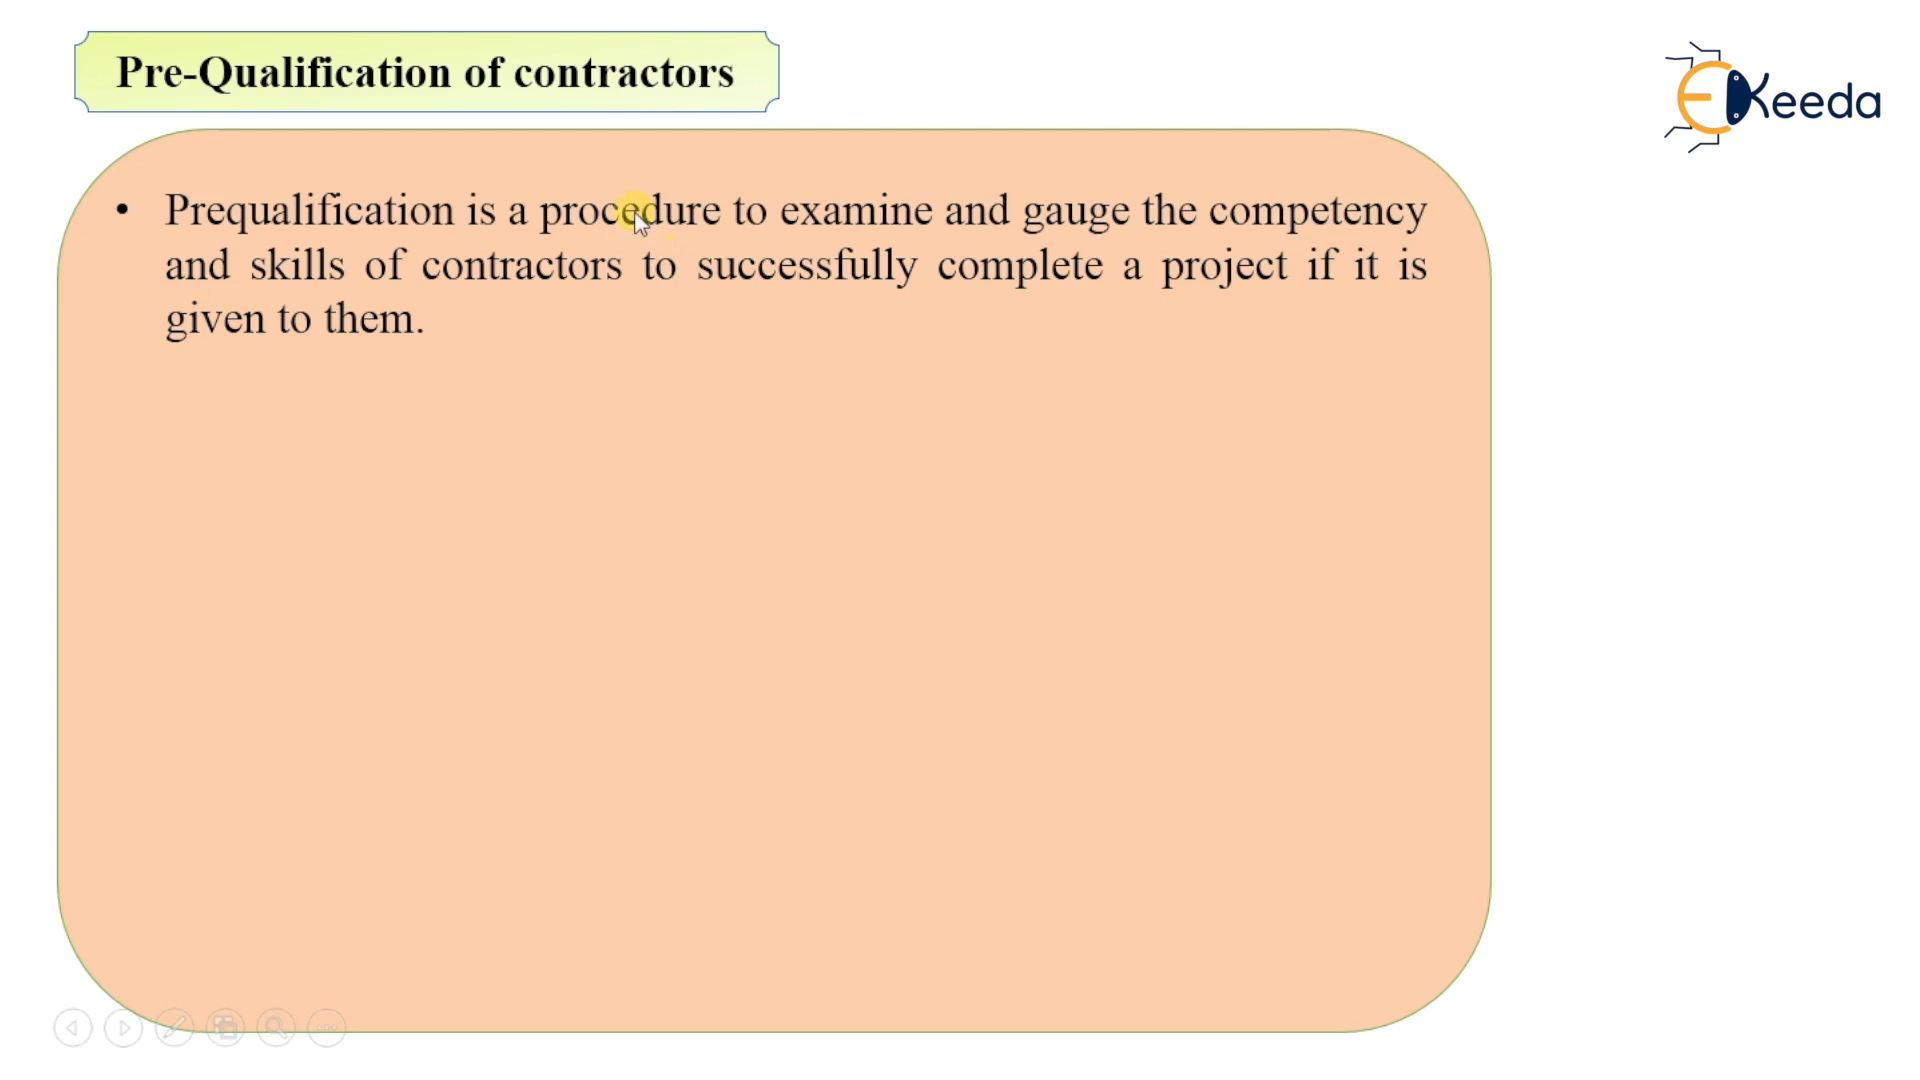 Pre-Qualification of contractors
EKeeda
• Prequalification is a procedure to examine and gauge the competency
and skills of contractors to successfully complete a project if it is
given to them.